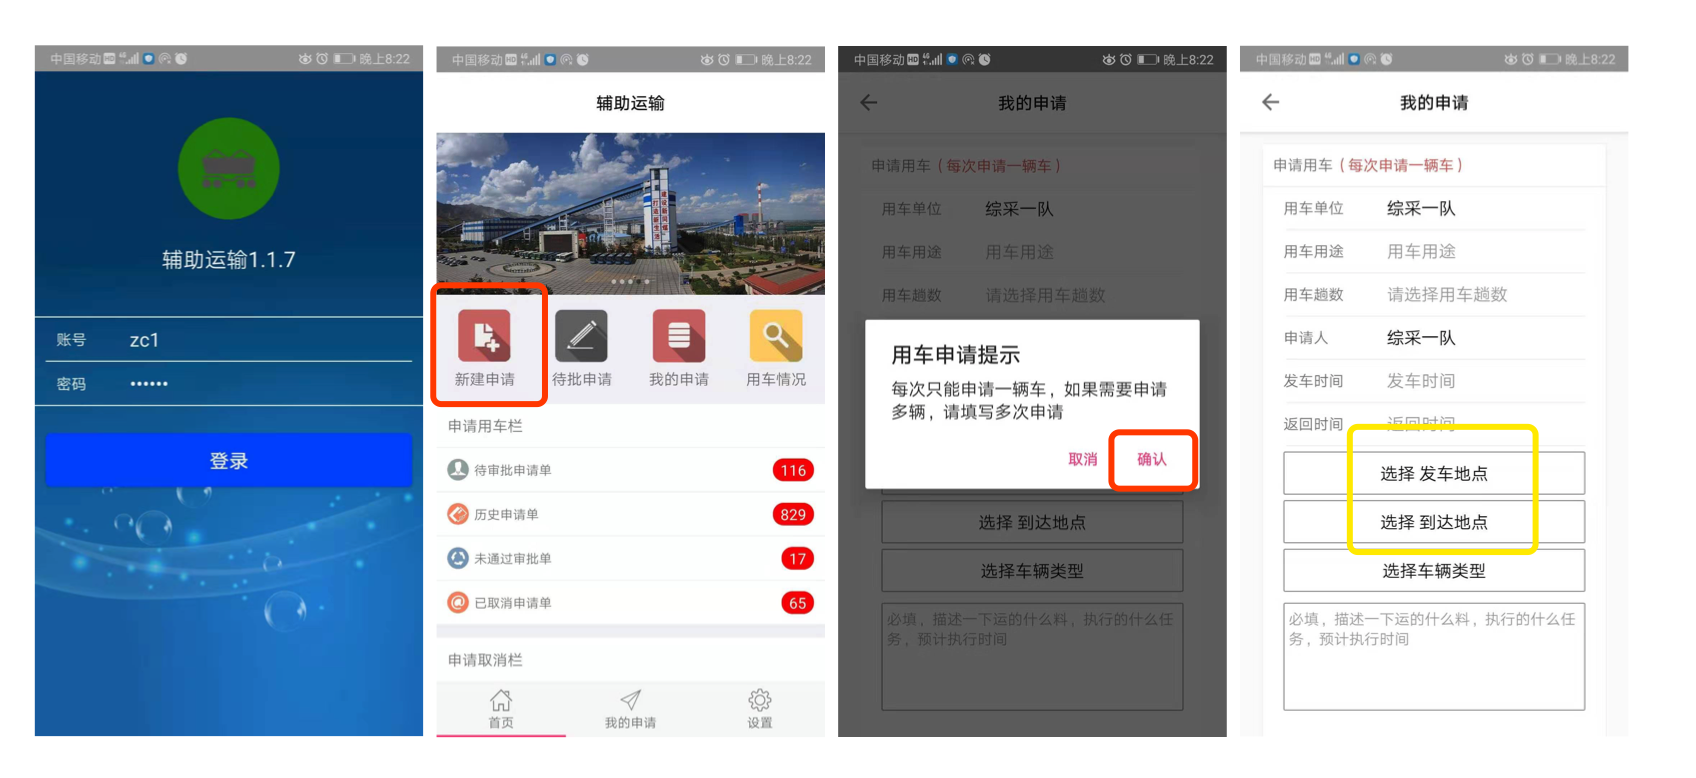 中国移动 HD 4G 晚上8:22
辅助运输1.1.7
账号 zc1
密码 ••••••
登录
中国移动 HD 4G 晚上8:22
辅助运输
新建申请 待批申请 我的申请 用车情况
申请用车栏
待审批申请单 116
历史申请单 829
未通过审批单 17
已取消申请单 65
申请取消栏
首页 我的申请 设置
中国移动 HD 4G 晚上8:22
我的申请
申请用车（每次申请一辆车）
用车单位 综采一队
用车用途 用车用途
用车趟数 请选择用车趟数
用车申请提示
每次只能申请一辆车，如果需要申请
多辆，请填写多次申请
取消 确认
选择 到达地点
选择车辆类型
必填，描述一下运的什么料，执行的什么任
务，预计执行时间
中国移动 HD 4G 晚上8:22
我的申请
申请用车（每次申请一辆车）
用车单位 综采一队
用车用途 用车用途
用车趟数 请选择用车趟数
申请人 综采一队
发车时间 发车时间
返回时间 返回时间
选择 发车地点
选择 到达地点
选择车辆类型
必填，描述一下运的什么料，执行的什么任
务，预计执行时间